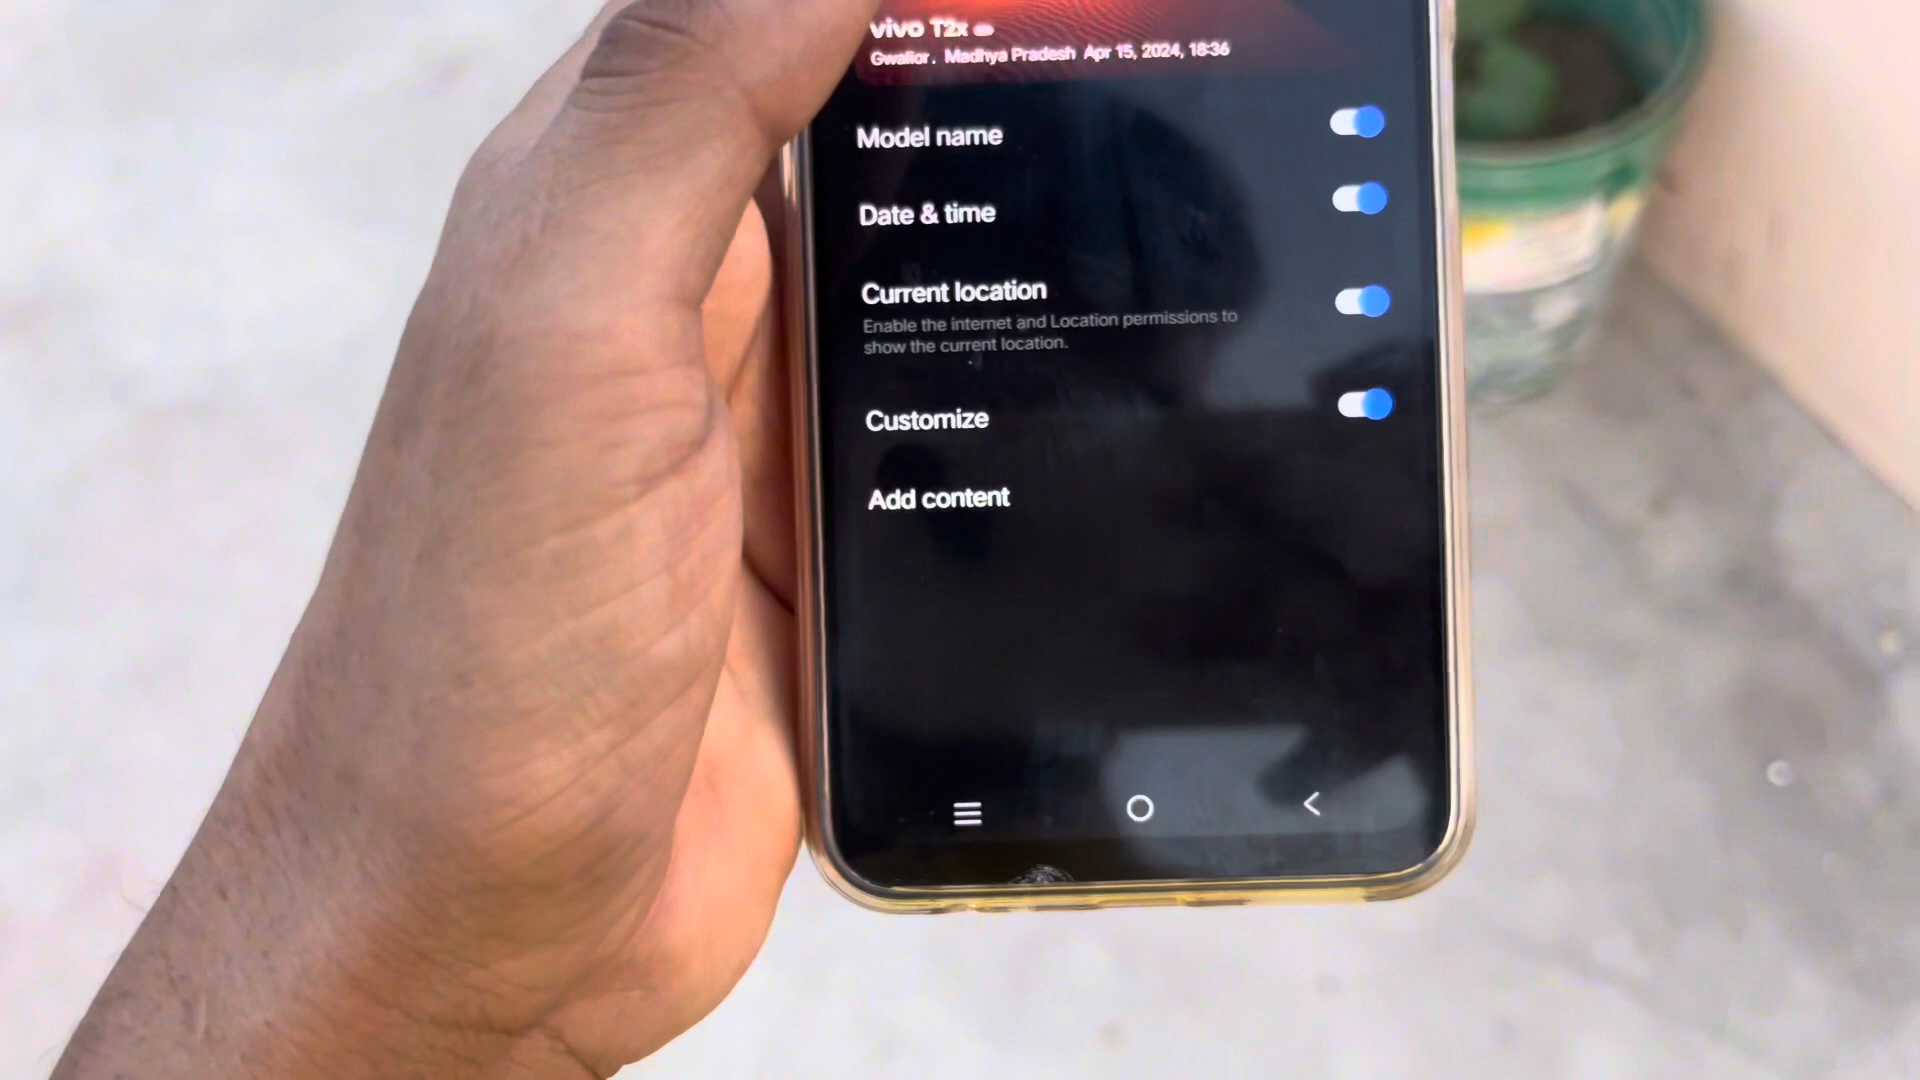 vivo T2x
Gwalior, Madhya Pradesh Apr 15, 2024, 18:36
Model name
Date & time
Current location
Enable the internet and Location permissions to
show the current location.
Customize
Add content